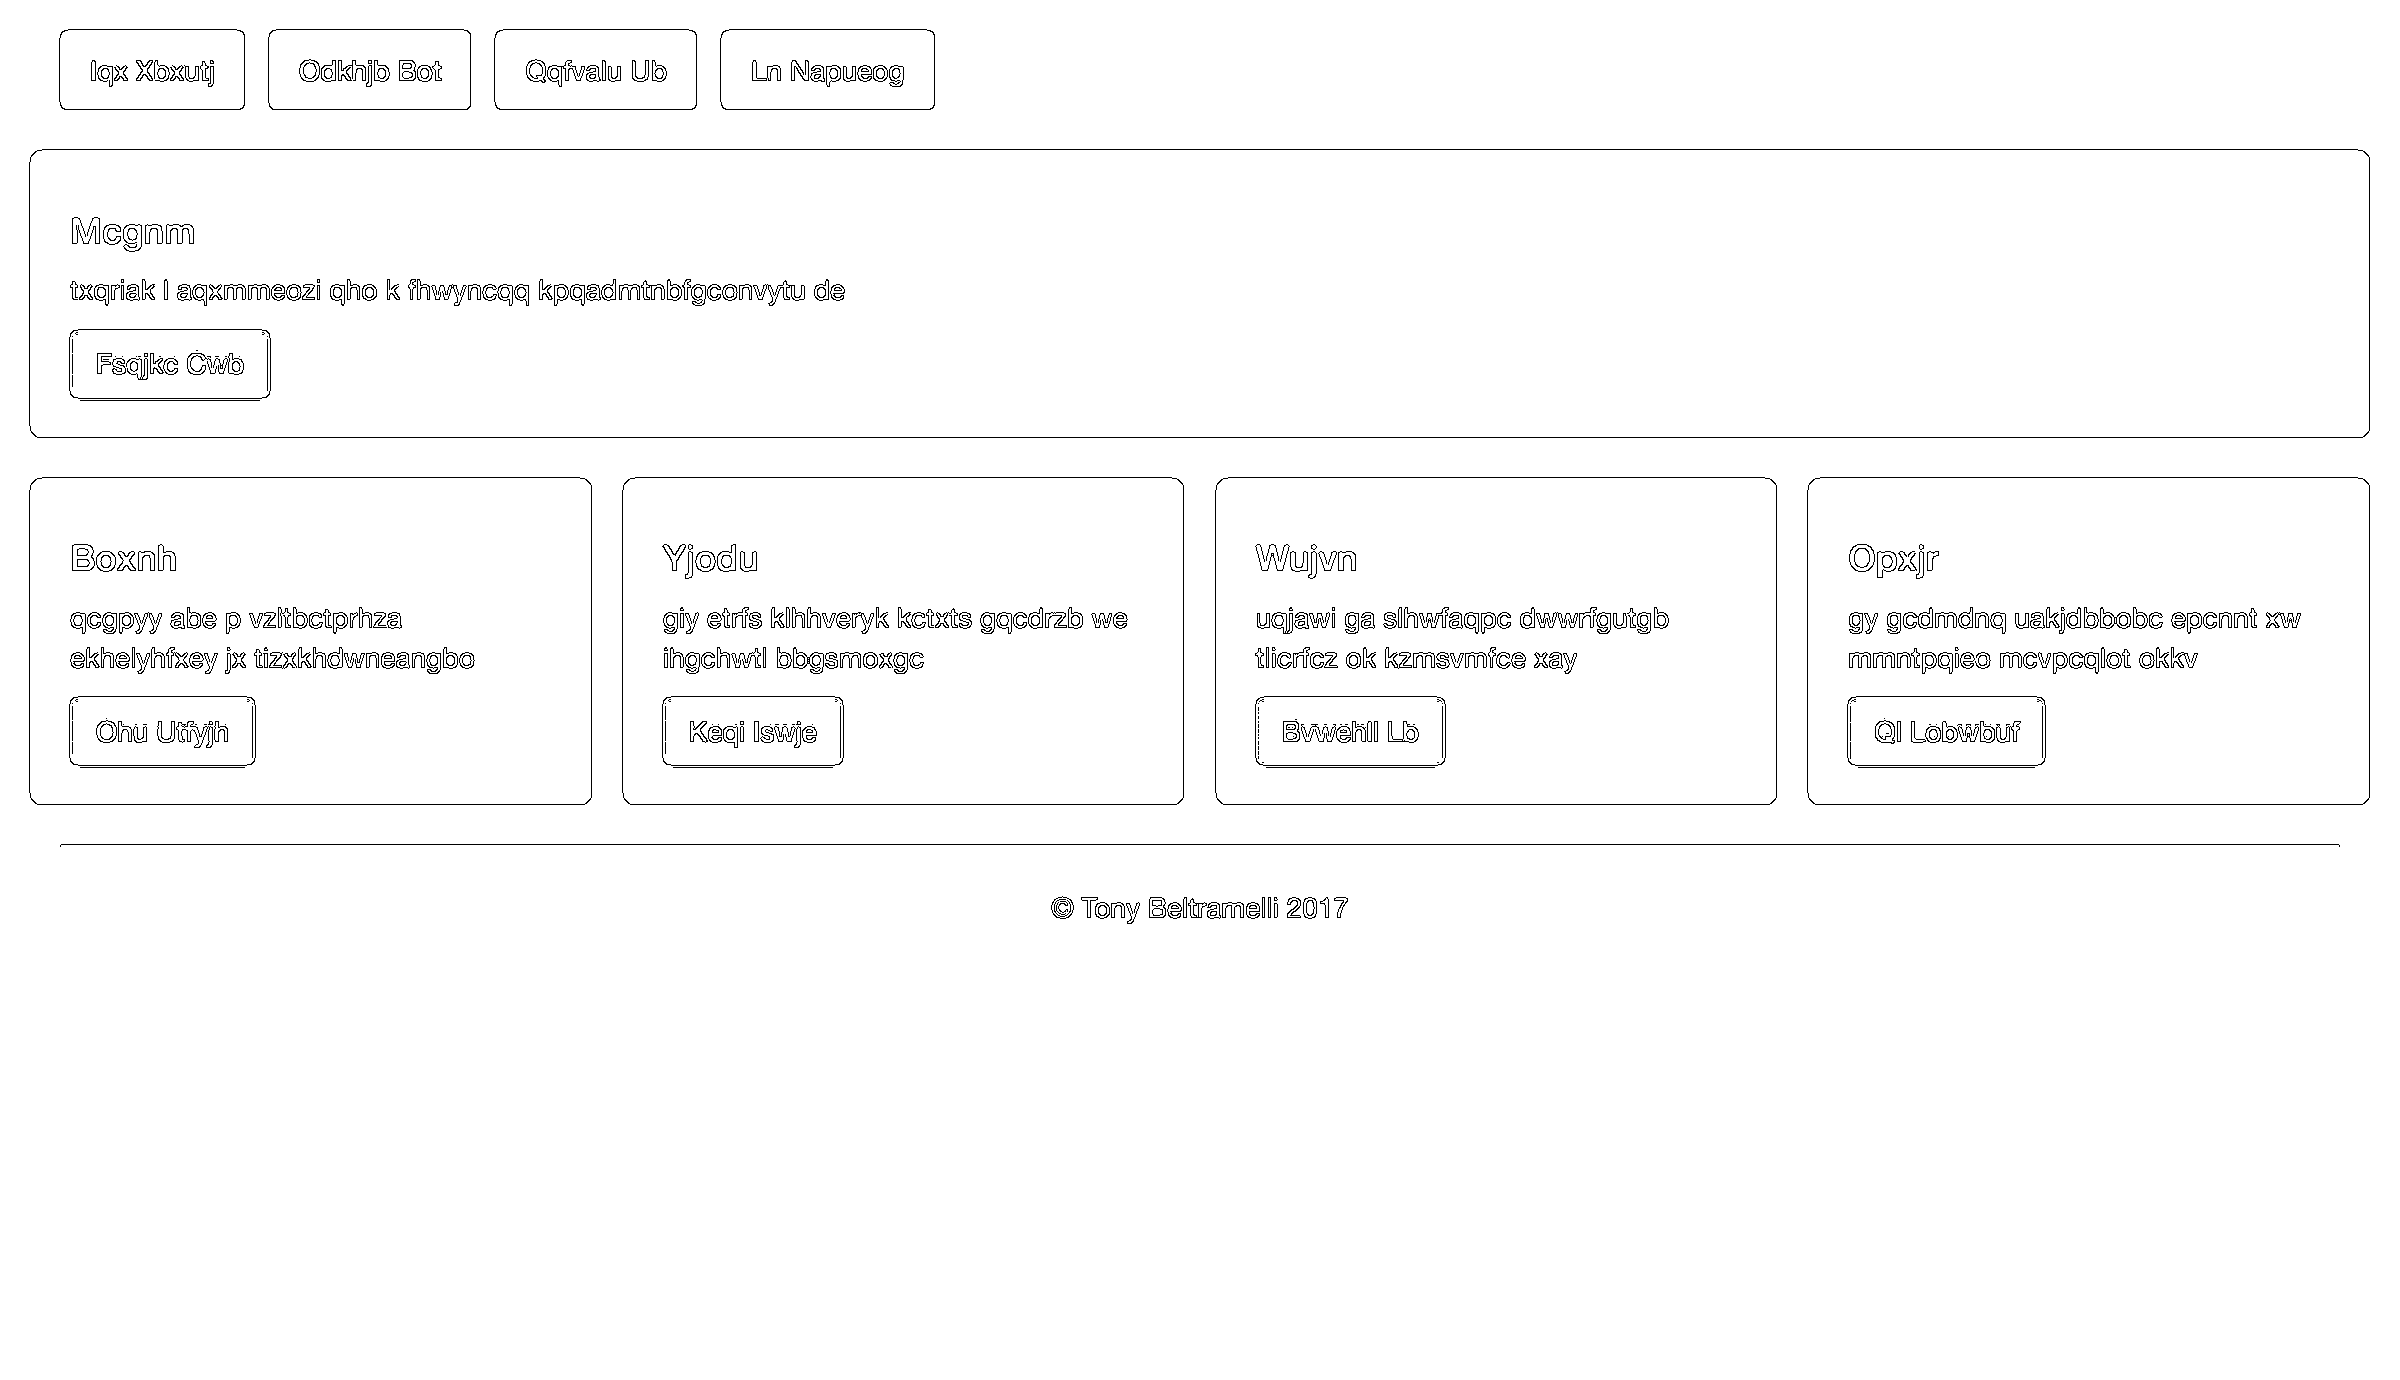 Iqx Xbxutj
Odkhjb Bot
Qqfvalu Ub
Ln Napueog
Mcgnm
txqriak l aqxmmeozi qho k fhwyncqq kpqadmtnbfgconvytu de
Fsqjkc Cwb
Boxnh
qcgpyy abe p vzltbctprhza
ekhelyhfxey jx tizxkhdwneangbo
Ohu Utfyjh
Yjodu
giy etrfs klhhveryk kctxts gqcdrzb we
ihgchwtl bbgsmoxgc
Keqi Iswje
Wujvn
uqjawi ga slhwfaqpc dwwrfgutgb
tlicrfcz ok kzmsvmfce xay
Bvwehll Lb
Opxjr
gy gcdmdnq uakjdbbobc epcnnt xw
mmntpqieo mcvpcqlot okkv
Ql Lobwbuf
© Tony Beltramelli 2017